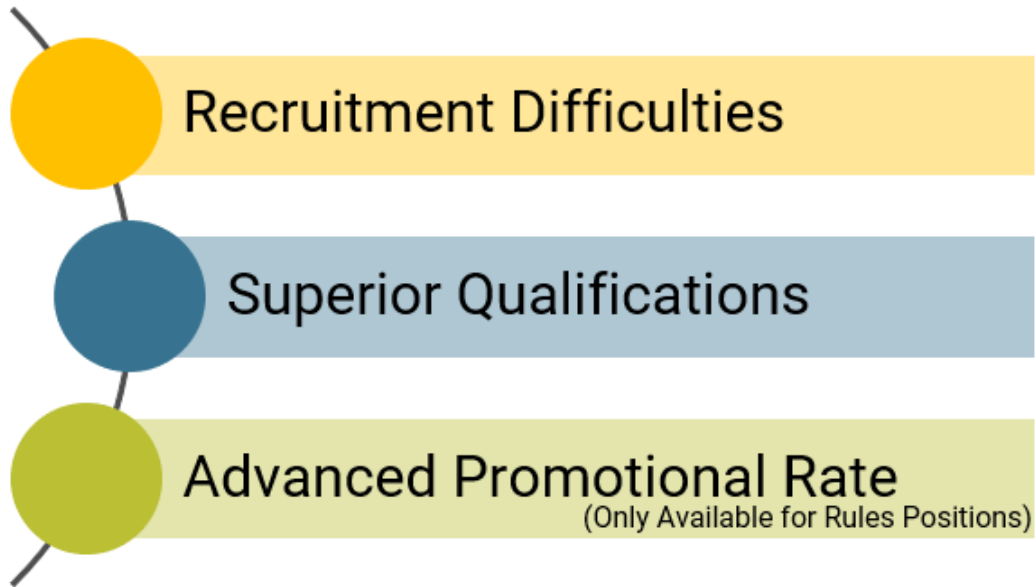 Recruitment Difficulties
Superior Qualifications
Advanced Promotional Rate
(Only Available for Rules Positions)